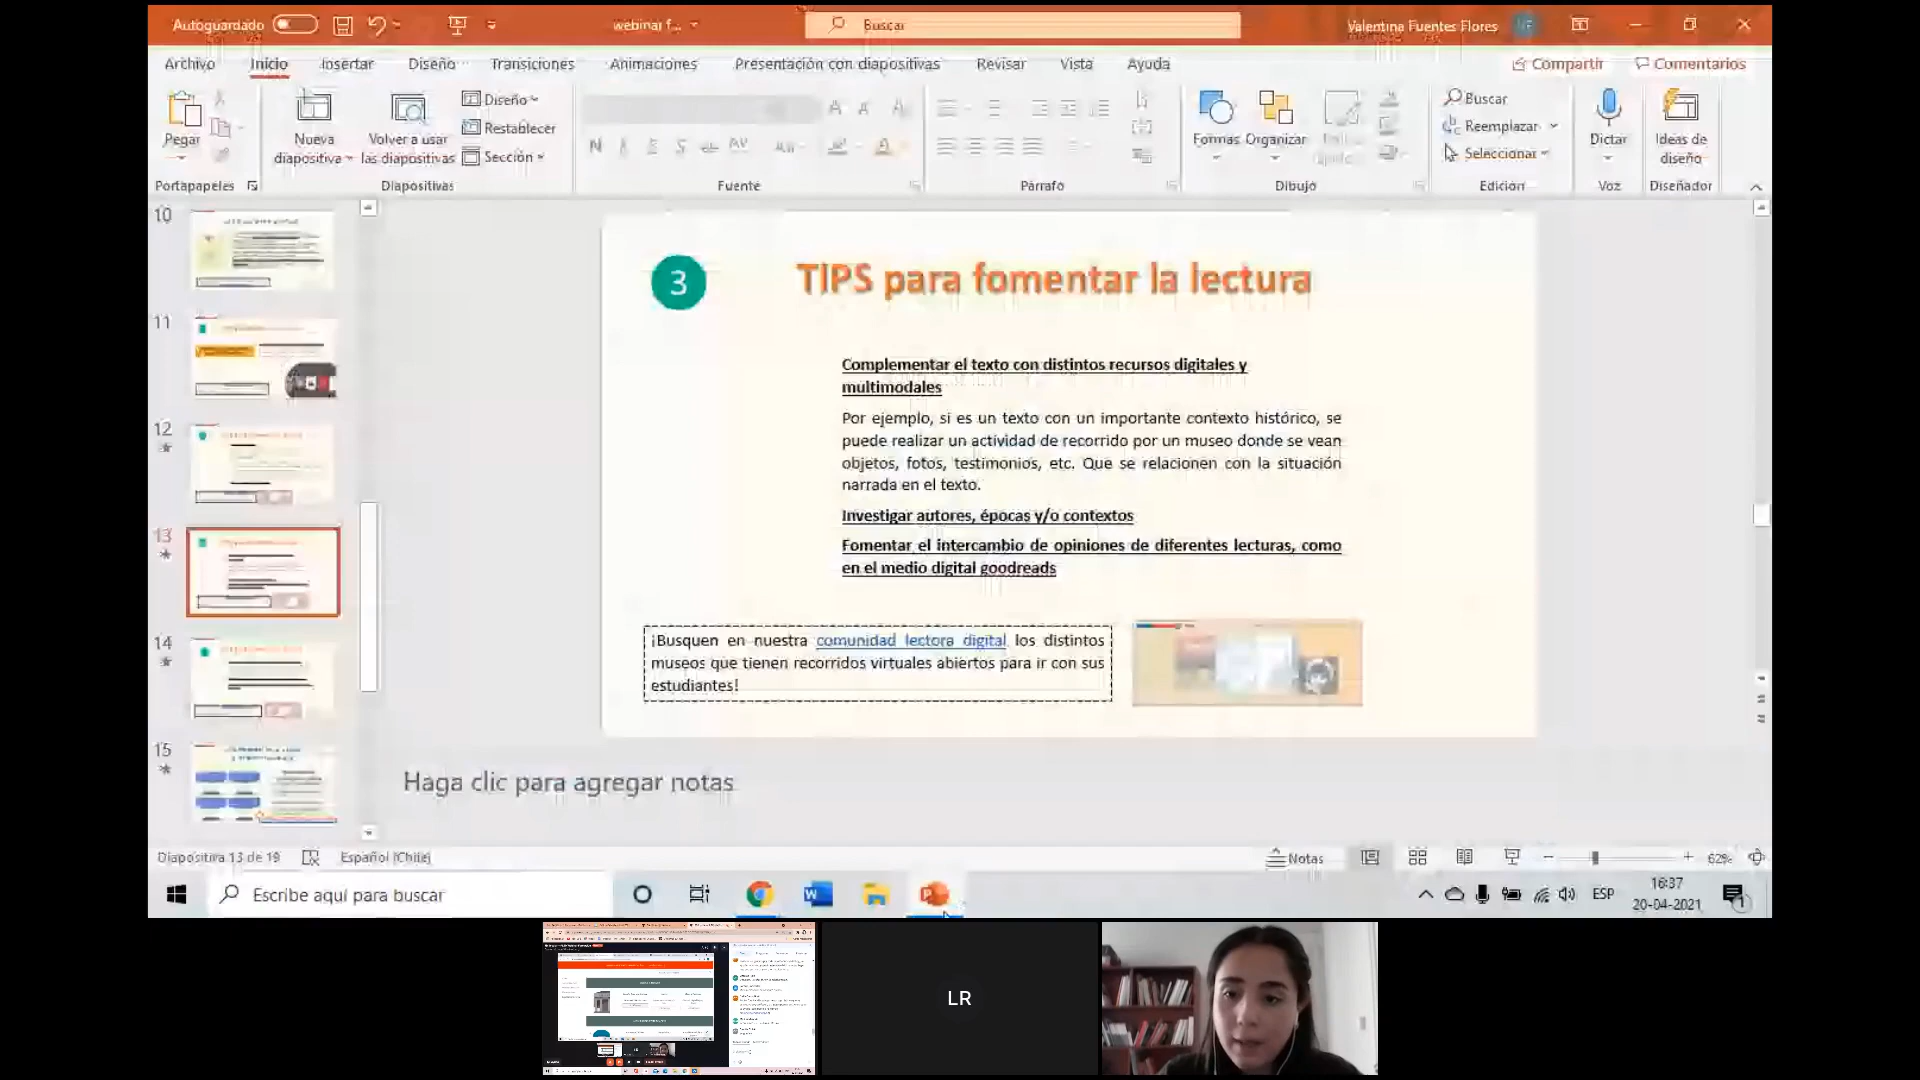 Autoguardado
webinar f...
Buscar
Valentina Fuentes Flores
VF
Archivo
Inicio
Insertar
Diseño
Transiciones
Animaciones
Presentación con diapositivas
Revisar
Vista
Ayuda
Compartir
Comentarios
Pegar
Nueva
diapositiva
Volver a usar
las diapositivas
Diseño
Restablecer
Sección
Formas
Organizar
Buscar
Reemplazar
Seleccionar
Dictar
Ideas de
diseño
Portapapeles
Diapositivas
Fuente
Párrafo
Dibujo
Edición
Voz
Diseñador
10
11
12
13
14
15
3
TIPS para fomentar la lectura
Complementar el texto con distintos recursos digitales y
multimodales
Por ejemplo, si es un texto con un importante contexto histórico, se
puede realizar un actividad de recorrido por un museo donde se vean
objetos, fotos, testimonios, etc. Que se relacionen con la situación
narrada en el texto.
Investigar autores, épocas y/o contextos
Fomentar el intercambio de opiniones de diferentes lecturas, como
en el medio digital goodreads
¡Busquen en nuestra comunidad lectora digital los distintos
museos que tienen recorridos virtuales abiertos para ir con sus
estudiantes!
Haga clic para agregar notas
Diapositiva 13 de 19
Español (Chile)
Notas
62%
Escribe aquí para buscar
ESP
16:37
20-04-2021
1
LR